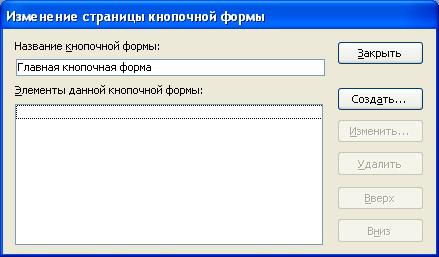 Изменение страницы кнопочной формы
Название кнопочной формы:
Закрыть
Главная кнопочная форма
Элементы данной кнопочной формы:
Создать...
Изменить...
Удалить
Вверх
Вниз